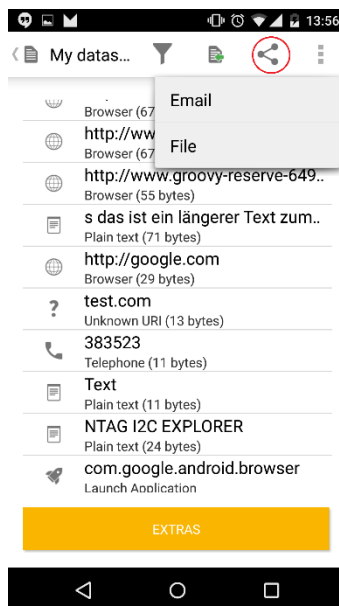 13:56
My datas...
Email
File
Browser (67
http://ww
Browser (67
http://www.groovy-reserve-649..
Browser (55 bytes)
s das ist ein längerer Text zum..
Plain text (71 bytes)
http://google.com
Browser (29 bytes)
test.com
Unknown URI (13 bytes)
383523
Telephone (11 bytes)
Text
Plain text (11 bytes)
NTAG I2C EXPLORER
Plain text (24 bytes)
com.google.android.browser
Launch Application
EXTRAS